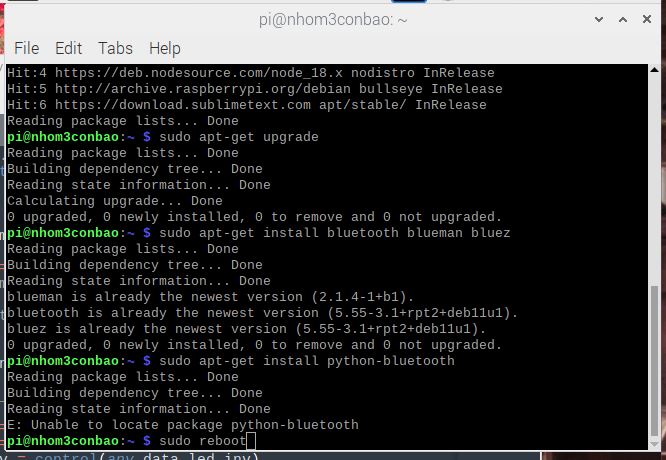 pi@nhom3conbao: ~
File Edit Tabs Help
Hit:4 https://deb.nodesource.com/node_18.x nodistro InRelease
Hit:5 http://archive.raspberrypi.org/debian bullseye InRelease
Hit:6 https://download.sublimetext.com apt/stable/ InRelease
Reading package lists... Done
pi@nhom3conbao:~ $ sudo apt-get upgrade
Reading package lists... Done
Building dependency tree... Done
Reading state information... Done
Calculating upgrade... Done
0 upgraded, 0 newly installed, 0 to remove and 0 not upgraded.
pi@nhom3conbao:~ $ sudo apt-get install bluetooth blueman bluez
Reading package lists... Done
Building dependency tree... Done
Reading state information... Done
blueman is already the newest version (2.1.4-1+b1).
bluetooth is already the newest version (5.55-3.1+rpt2+deb11u1).
bluez is already the newest version (5.55-3.1+rpt2+deb11u1).
0 upgraded, 0 newly installed, 0 to remove and 0 not upgraded.
pi@nhom3conbao:~ $ sudo apt-get install python-bluetooth
Reading package lists... Done
Building dependency tree... Done
Reading state information... Done
E: Unable to locate package python-bluetooth
pi@nhom3conbao:~ $ sudo reboot
= control(any data led inv)